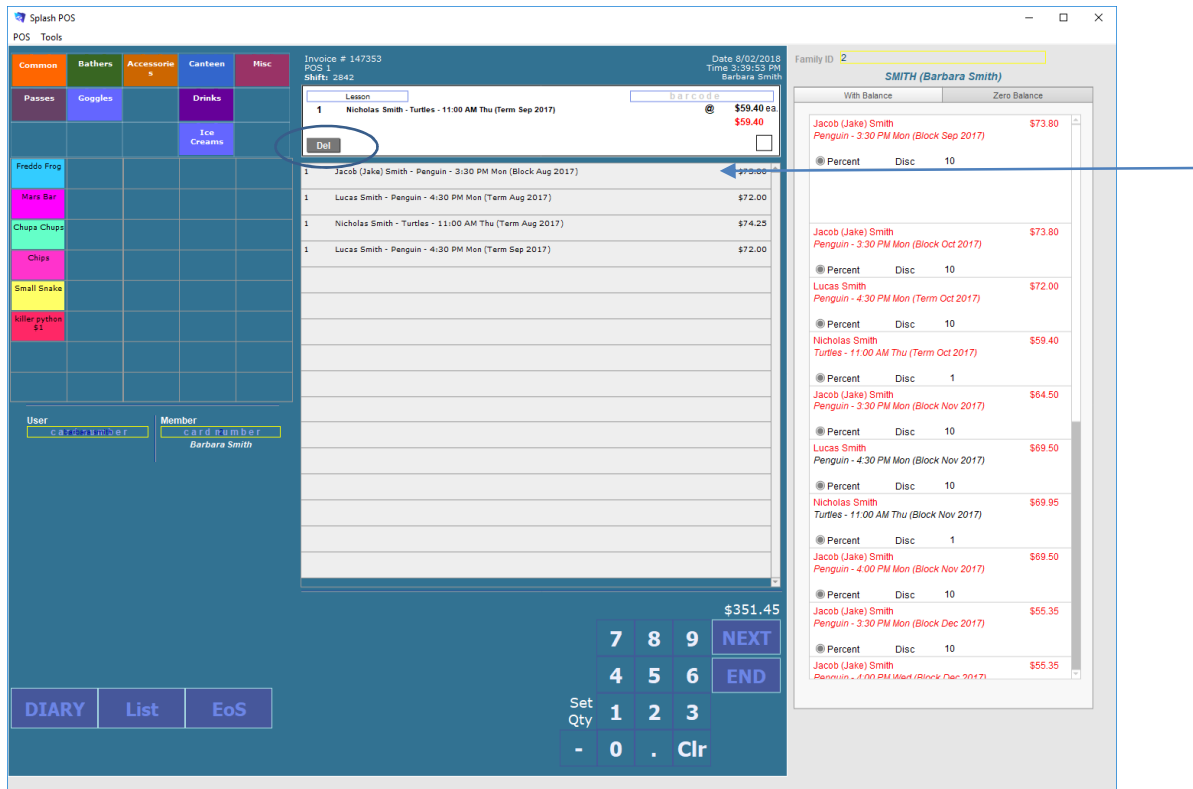 Splash POS
POS Tools
Common Bathers Accessorie Canteen Misc
s
Passes Goggles Drinks
Ice
Creams
Freddo Frog
Mars Bar
Chupa Chups
Chips
Small Snake
killer python
$1
User Member
card number
Barbara Smith
DIARY List EoS
Invoice # 147353 Date 8/02/2018
POS 1 Time 3:39:53 PM
Shift: 2842 Barbara Smith
Lesson barcode
1 Nicholas Smith - Turtles - 11:00 AM Thu (Term Sep 2017) @ $59.40 ea.
$59.40
Del
1 Jacob (Jake) Smith - Penguin - 3:30 PM Mon (Block Aug 2017) $73.80
1 Lucas Smith - Penguin - 4:30 PM Mon (Term Aug 2017) $72.00
1 Nicholas Smith - Turtles - 11:00 AM Thu (Term Aug 2017) $74.25
1 Lucas Smith - Penguin - 4:30 PM Mon (Term Sep 2017) $72.00
$351.45
7 8 9 NEXT
4 5 6 END
Set
Qty 1 2 3
- 0 . Clr
Family ID 2
SMITH (Barbara Smith)
With Balance Zero Balance
Jacob (Jake) Smith $73.80
Penguin - 3:30 PM Mon (Block Sep 2017)
Percent Disc 10
Jacob (Jake) Smith $73.80
Penguin - 3:30 PM Mon (Block Oct 2017)
Percent Disc 10
Lucas Smith $72.00
Penguin - 4:30 PM Mon (Term Oct 2017)
Percent Disc 10
Nicholas Smith $59.40
Turtles - 11:00 AM Thu (Term Oct 2017)
Percent Disc 1
Jacob (Jake) Smith $64.50
Penguin - 3:30 PM Mon (Block Nov 2017)
Percent Disc 10
Lucas Smith $69.50
Penguin - 4:30 PM Mon (Block Nov 2017)
Percent Disc 10
Nicholas Smith $69.95
Turtles - 11:00 AM Thu (Block Nov 2017)
Percent Disc 1
Jacob (Jake) Smith $69.50
Penguin - 4:00 PM Mon (Block Nov 2017)
Percent Disc 10
Jacob (Jake) Smith $55.35
Penguin - 3:30 PM Mon (Block Dec 2017)
Percent Disc 10
Jacob (Jake) Smith $55.35
Penguin - 4:00 PM Wed (Block Dec 2017)